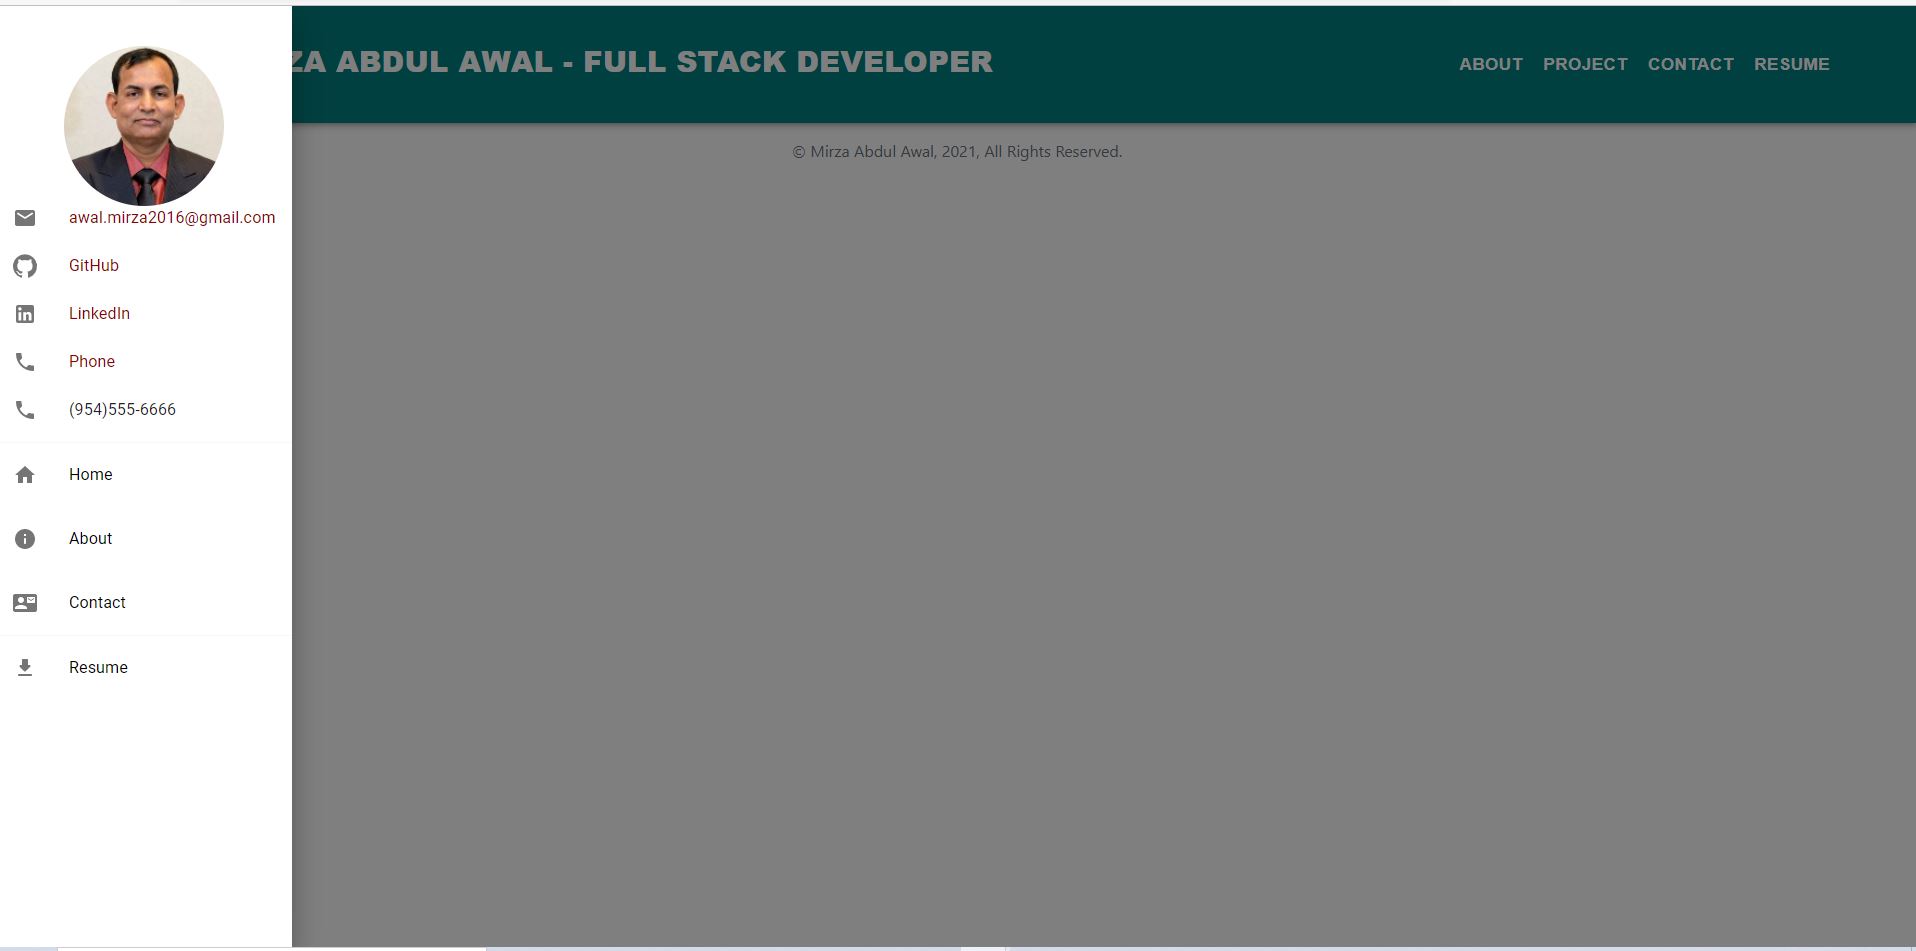 ZA ABDUL AWAL - FULL STACK DEVELOPER
ABOUT PROJECT CONTACT RESUME
© Mirza Abdul Awal, 2021, All Rights Reserved.
awal.mirza2016@gmail.com
GitHub
LinkedIn
Phone
(954)555-6666
Home
About
Contact
Resume